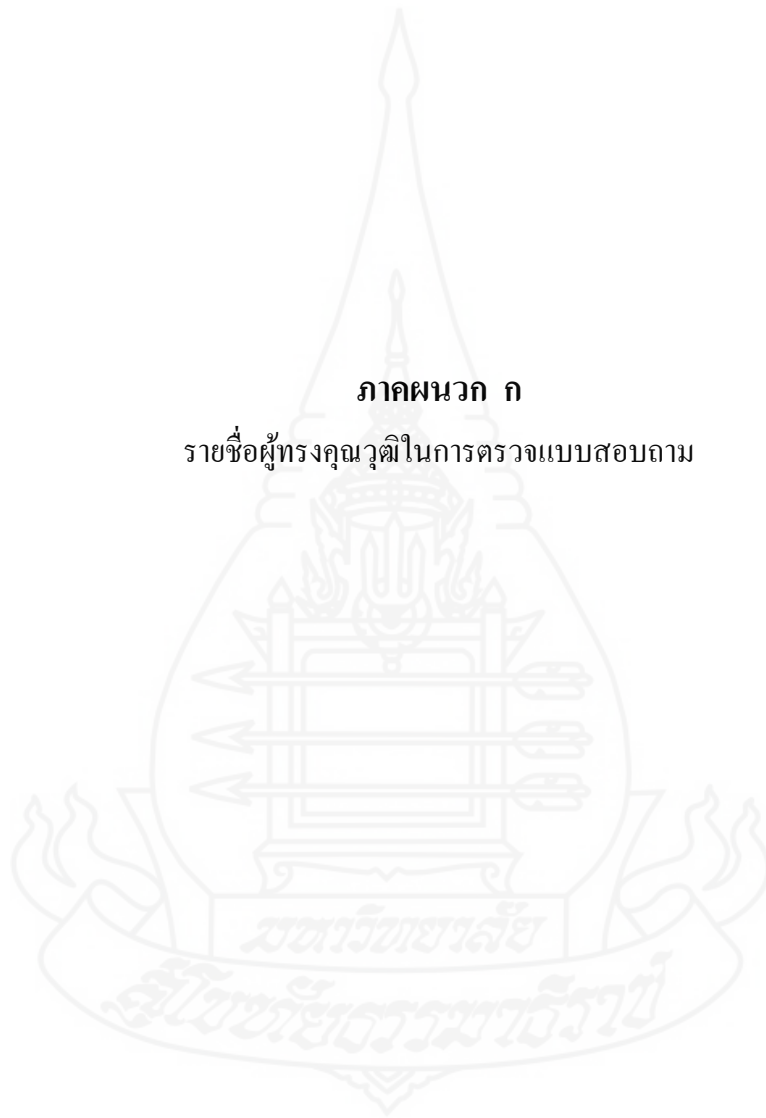 ภาคผนวก ก
รายชื่อผู้ทรงคุณวุฒิในการตรวจแบบสอบถาม
มหาวิทยาลัย
สุโขทัยธรรมาธิราช